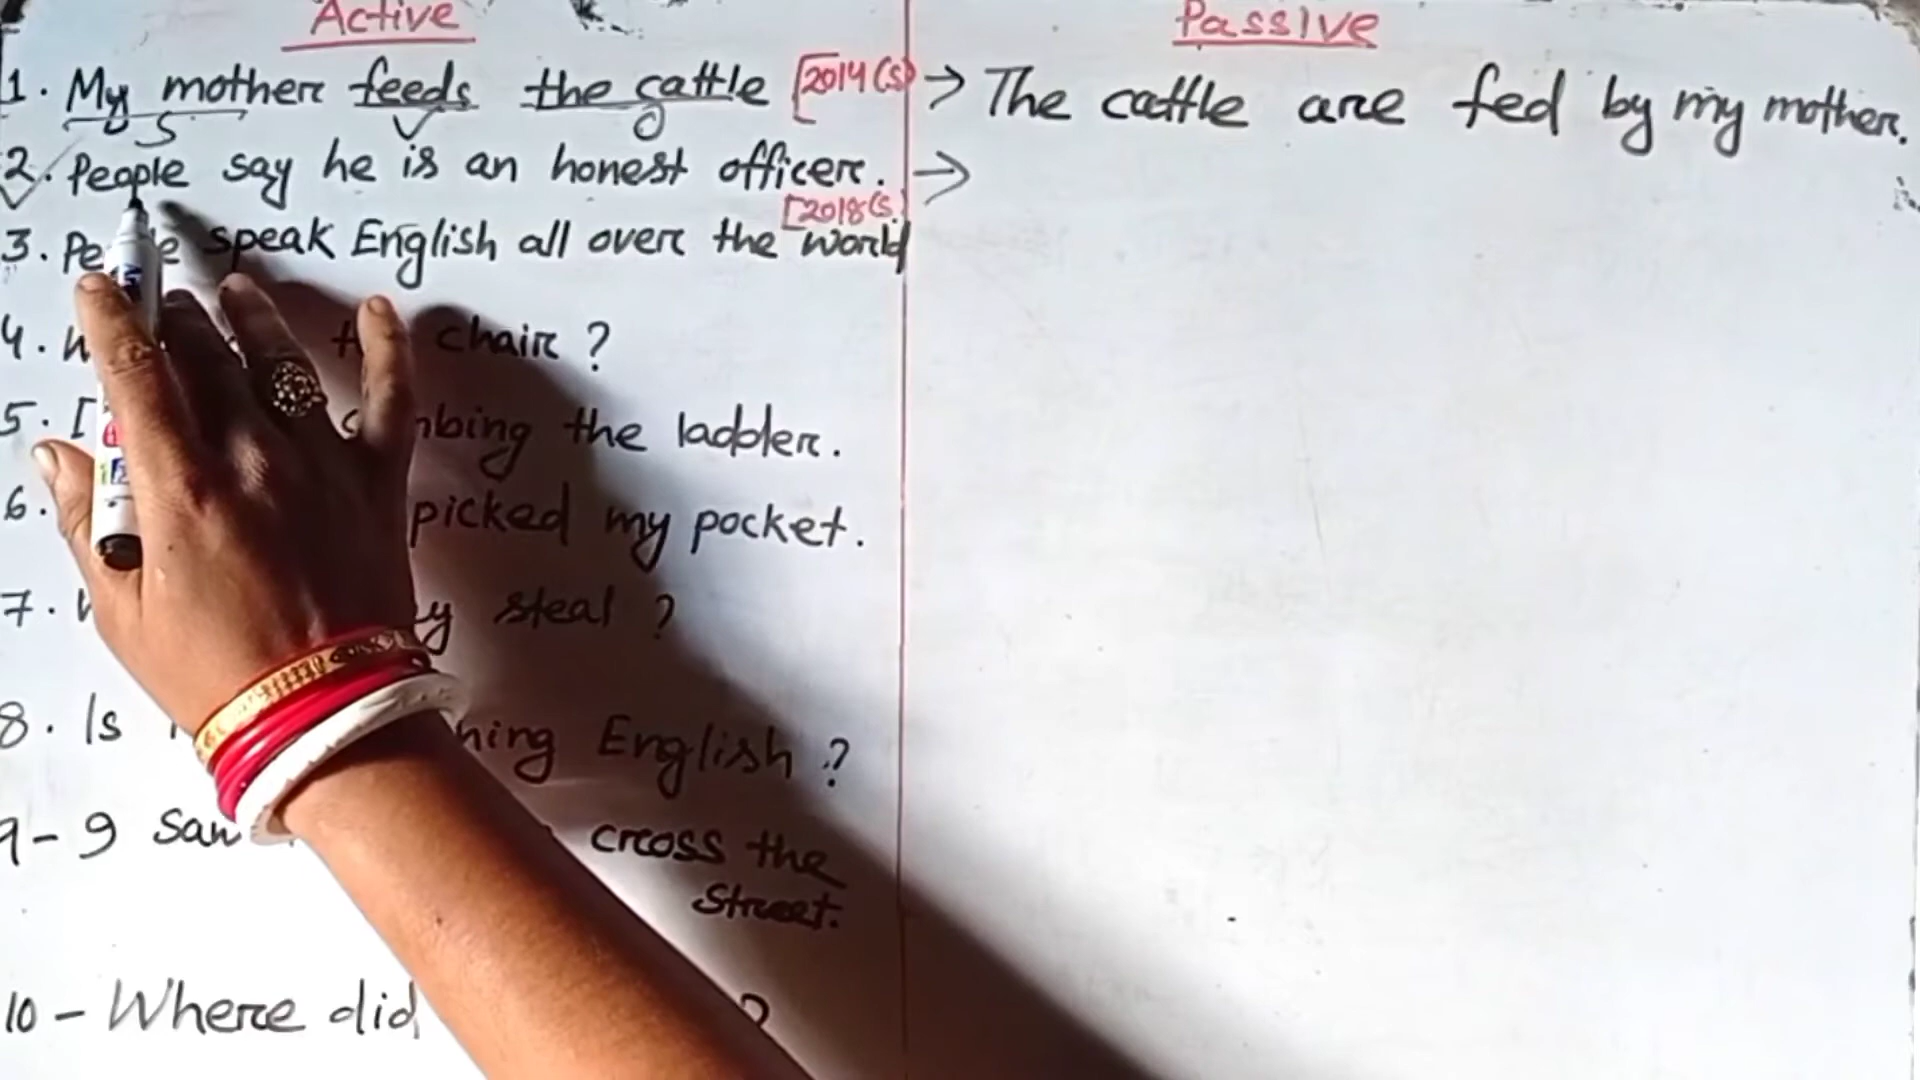 Active
Passive
1. My mother feeds the cattle [2014(s) → The cattle are fed by my mother.
S V O
2. People say he is an honest officer. →
[2018(s)
3. speak English all over the world
4. chair ?
5. the ladder.
6. picked my pocket.
7. steal ?
8. Is English ?
9 - 9 Saw cross the
street.
10 - Where did ?